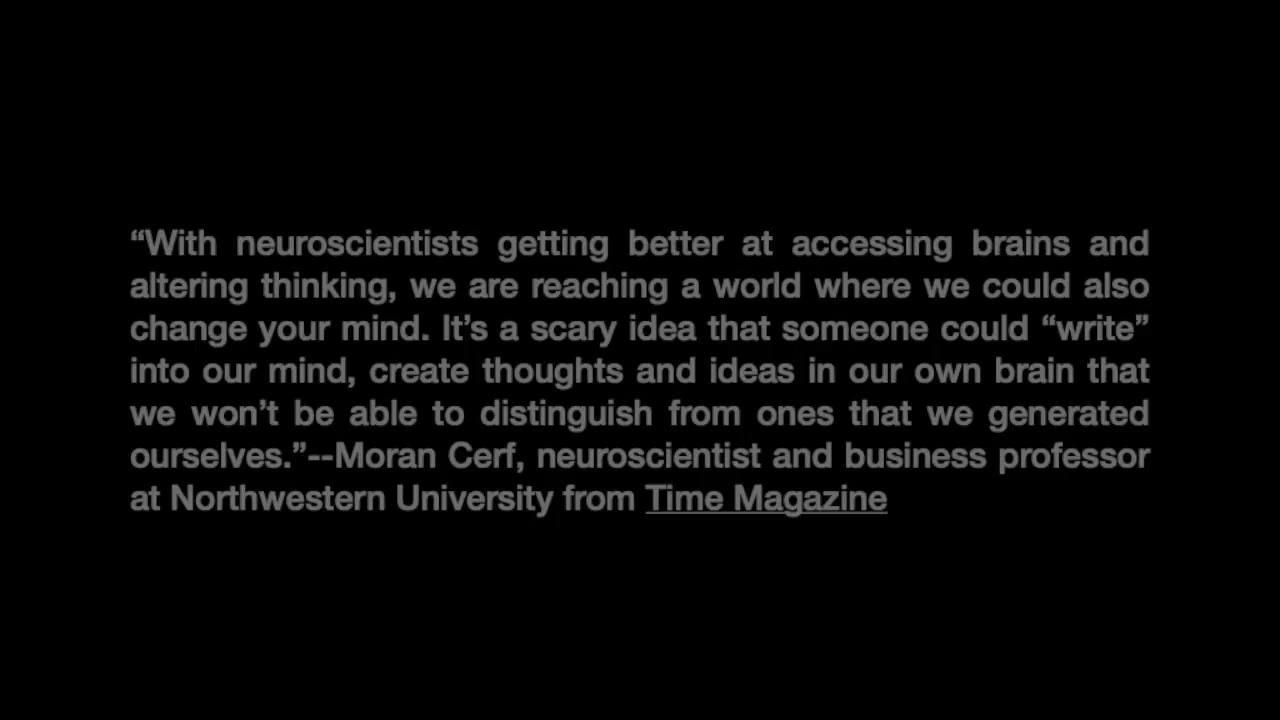 “With neuroscientists getting better at accessing brains and
altering thinking, we are reaching a world where we could also
change your mind. It’s a scary idea that someone could “write”
into our mind, create thoughts and ideas in our own brain that
we won’t be able to distinguish from ones that we generated
ourselves.”--Moran Cerf, neuroscientist and business professor
at Northwestern University from Time Magazine